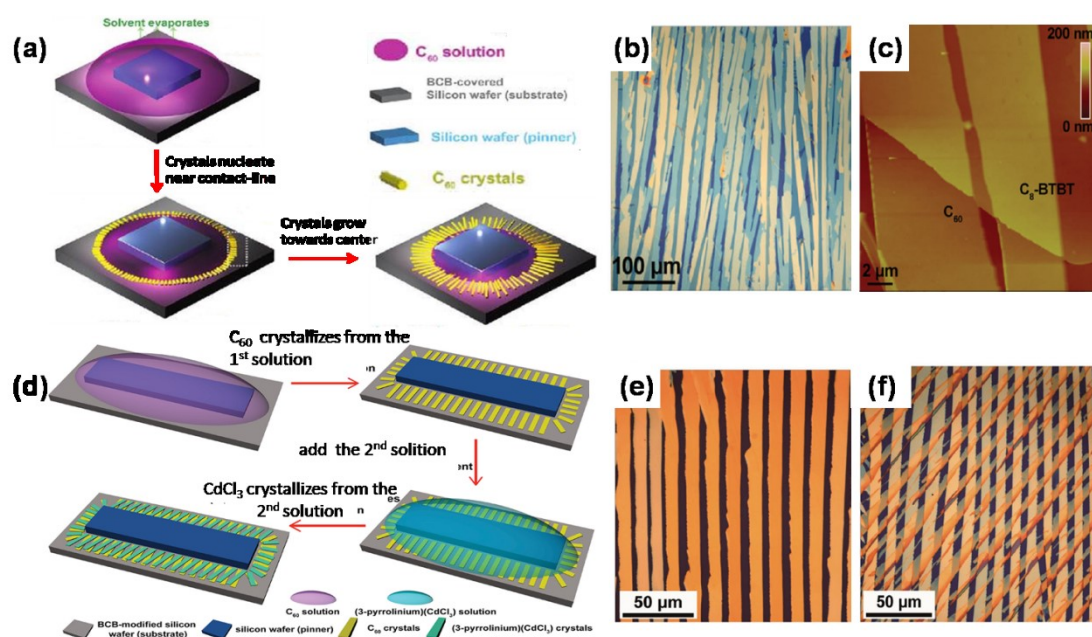 (a)
Solvent evaporates
C60 solution
BCB-covered
Silicon wafer (substrate)
Silicon wafer (pinner)
C60 crystals
Crystals nucleate
near contact-line
Crystals grow
towards center
(b)
100 μm
(c)
200 nm
0 nm
C8-BTBT
C60
2 μm
(d)
C60 crystallizes from the
1st solution
on
add the 2nd solition
ent
CdCl3 crystallizes from the
2nd solution
es
n
C60 solution
(3-pyrrolinium)(CdCl3) solution
BCB-modified silicon
wafer (substrate)
silicon wafer (pinner)
C60 crystals
(3-pyrrolinium)(CdCl3) crystals
(e)
50 μm
(f)
50 μm